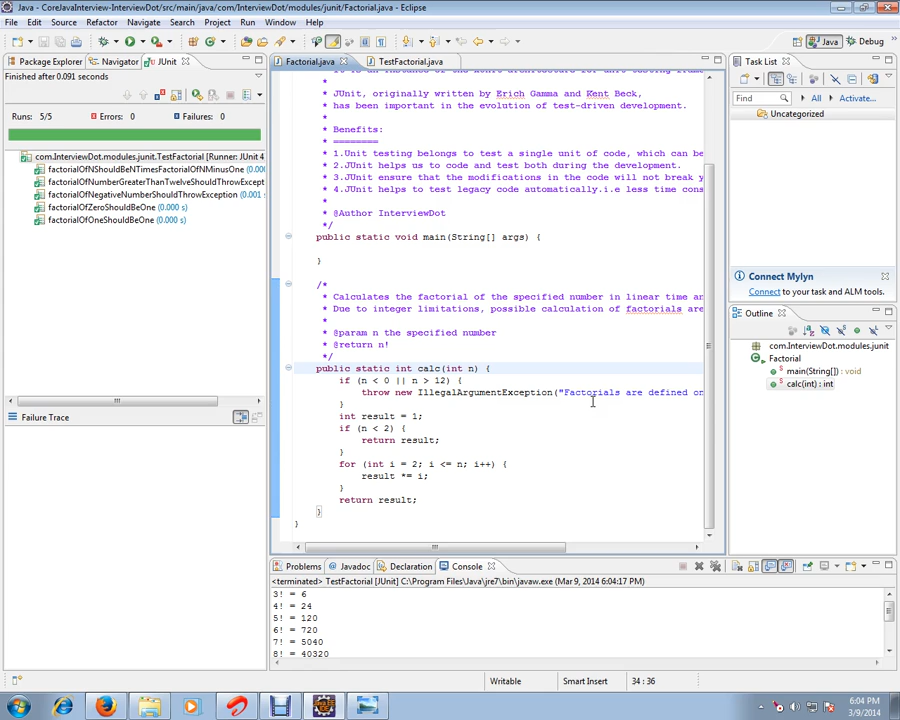 Java - CoreJavaInterview/src/main/java/com/InterviewDot/modules/junit/Factorial.java - Eclipse
File Edit Source Refactor Navigate Search Project Run Window Help
Java Debug
Package Explorer Navigator JUnit
Finished after 0.091 seconds
Runs: 5/5 Errors: 0 Failures: 0
com.InterviewDot.modules.junit.TestFactorial [Runner: JUnit 4
factorialOfNShouldBeNTimesFactorialOfNMinusOne
factorialOfNumberGreaterThanTwelveShouldThrowExcept
factorialOfNegativeNumberShouldThrowException (0.001 s
factorialOfZeroShouldBeOne (0.000 s)
factorialOfOneShouldBeOne (0.000 s)
Failure Trace
Factorial.java TestFactorial.java
*
* JUnit, originally written by Erich Gamma and Kent Beck,
* has been important in the evolution of test-driven development.
*
* Benefits:
* ========
* 1.Unit testing belongs to test a single unit of code, which can be
* 2.JUnit helps us to code and test both during the development.
* 3.JUnit ensure that the modifications in the code will not break y
* 4.JUnit helps to test legacy code automatically.i.e less time cons
*
* @Author InterviewDot
*/
public static void main(String[] args) {
}
/*
* Calculates the factorial of the specified number in linear time an
* Due to integer limitations, possible calculation of factorials are
*
* @param n the specified number
* @return n!
*/
public static int calc(int n) {
if (n < 0 || n > 12) {
throw new IllegalArgumentException("Factorials are defined on
}
int result = 1;
if (n < 2) {
return result;
}
for (int i = 2; i <= n; i++) {
result *= i;
}
return result;
}
}
Task List
Find All Activate...
Uncategorized
Connect Mylyn
Connect to your task and ALM tools.
Outline
com.InterviewDot.modules.junit
Factorial
main(String[]) : void
calc(int) : int
Problems Javadoc Declaration Console
<terminated> TestFactorial [JUnit] C:\Program Files\Java\jre7\bin\javaw.exe (Mar 9, 2014 6:04:17 PM)
3! = 6
4! = 24
5! = 120
6! = 720
7! = 5040
8! = 40320
Writable Smart Insert 34 : 36
6:04 PM
3/9/2014